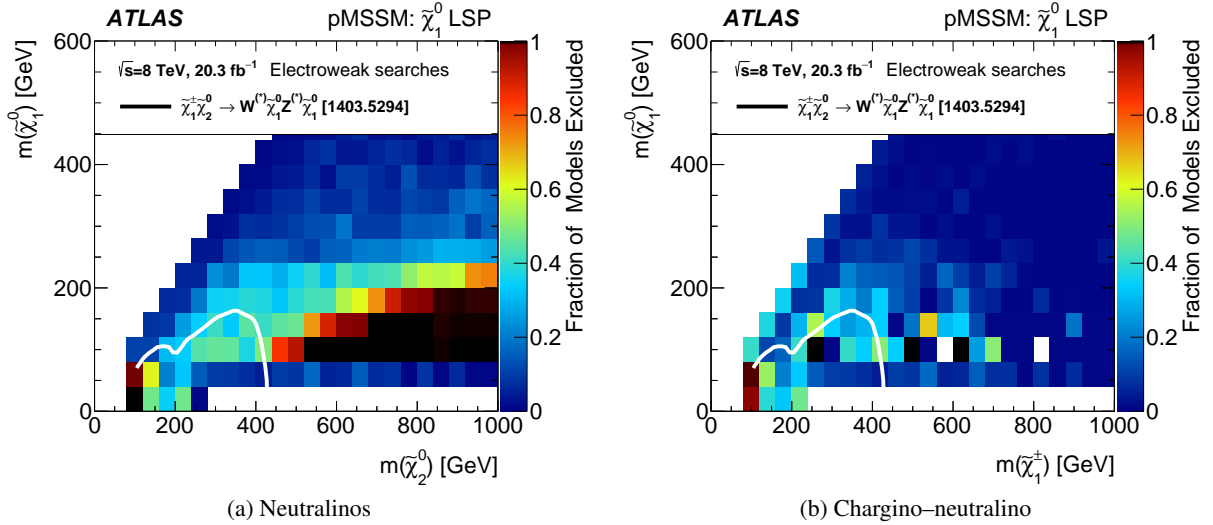 ATLAS pMSSM: χ̃₁⁰ LSP
√s=8 TeV, 20.3 fb⁻¹ Electroweak searches
χ̃₁±χ̃₂⁰ → W⁽*⁾χ̃₁⁰Z⁽*⁾χ̃₁⁰ [1403.5294]
m(χ̃₁⁰) [GeV]
600
400
200
0
0 200 400 600 800 1000
m(χ̃₂⁰) [GeV]
1
0.8
0.6
0.4
0.2
0
Fraction of Models Excluded
(a) Neutralinos
ATLAS pMSSM: χ̃₁⁰ LSP
√s=8 TeV, 20.3 fb⁻¹ Electroweak searches
χ̃₁±χ̃₂⁰ → W⁽*⁾χ̃₁⁰Z⁽*⁾χ̃₁⁰ [1403.5294]
m(χ̃₁⁰) [GeV]
600
400
200
0
0 200 400 600 800 1000
m(χ̃₁±) [GeV]
1
0.8
0.6
0.4
0.2
0
Fraction of Models Excluded
(b) Chargino–neutralino